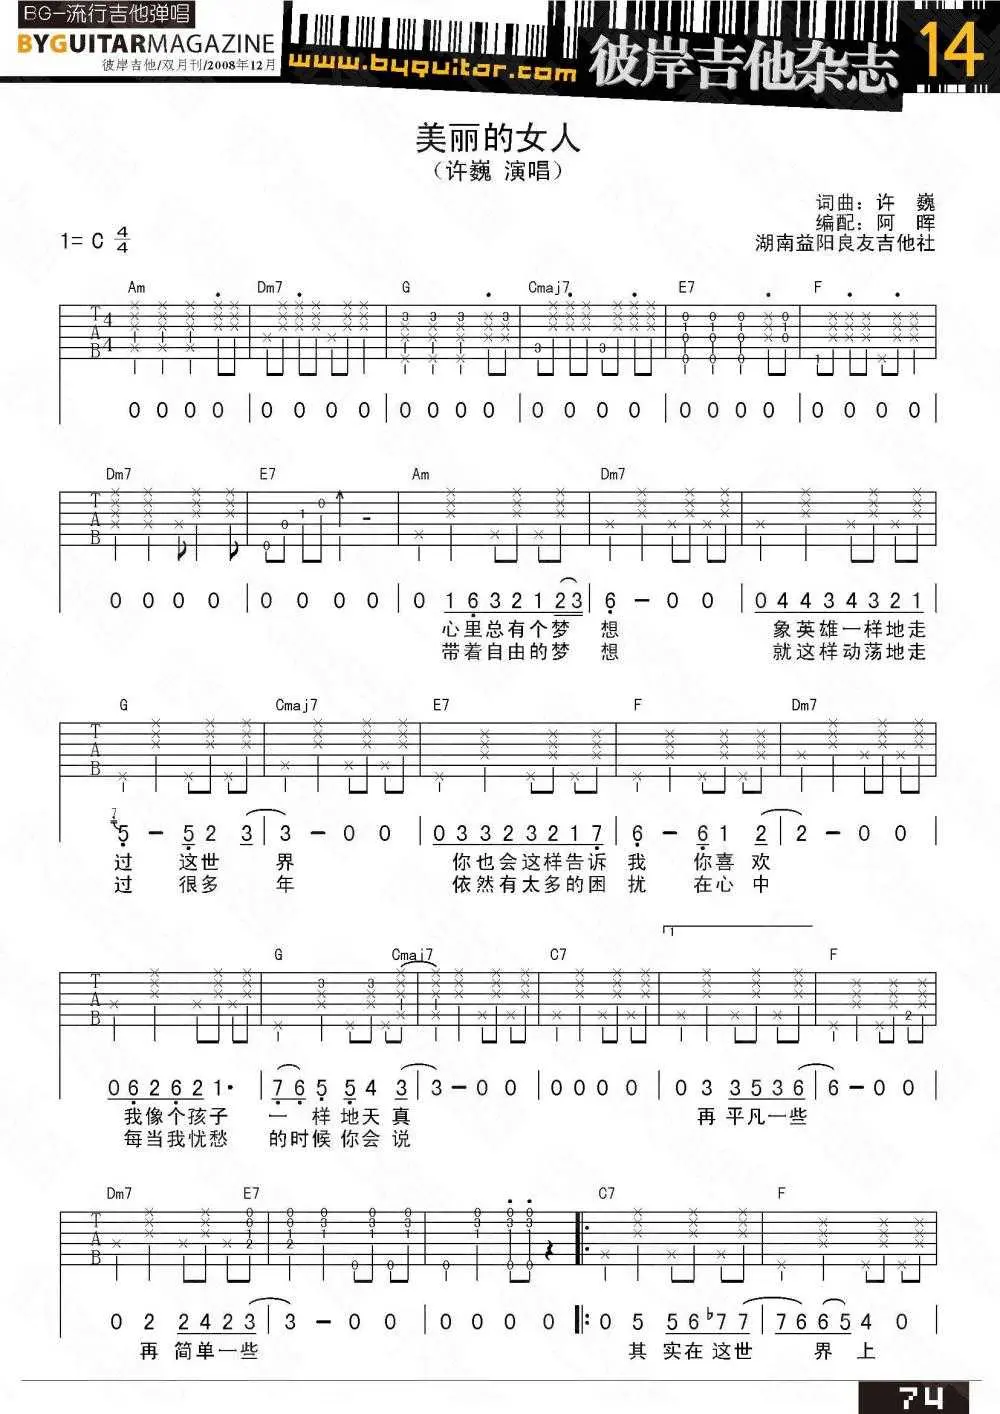 BG-流行吉他弹唱
BYGUITARMAGAZINE
彼岸吉他/双月刊/2008年12月
www.byguitar.com
彼岸吉他杂志
14
美丽的女人
（许巍 演唱）
词曲：许 巍
编配：阿 晖
湖南益阳良友吉他社
1= C 4/4
Am Dm7 G Cmaj7 E7 F
0 0 0 0 | 0 0 0 0 | 0 0 0 0 | 0 0 0 0 | 0 0 0 0 | 0 0 0 0
Dm7 E7 Am Dm7
0 0 0 0 | 0 0 0 0 | 0 1 6 3 2 1 2 3 | 6 - 0 0 | 0 4 4 3 4 3 2 1
心里总有个梦 想 象英雄一样地走
带着自由的梦 想 就这样动荡地走
G Cmaj7 E7 F Dm7
5 - 5 2 3 | 3 - 0 0 | 0 3 3 2 3 2 1 7 | 6 - 6 1 2 | 2 - 0 0
过 这世 界 你也会这样告诉 我 你喜 欢
过 很多 年 依然有太多的困 扰 在心 中
1
G Cmaj7 C7 F
0 6 2 6 2 1· | 7 6 5 5 4 3 | 3 - 0 0 | 0 0 0 0 | 0 3 3 5 3 6 | 6 - 0 0
我像个孩子 一 样地天真 再 平凡一些
每当我忧愁 的时候你会说
Dm7 E7 C7 F
0 2 2 4 2 3 | 3 - 0 0 | 0 0 0 0 : 0 5 5 6 ♭7 7 | 7 6 6 5 4 0
再 简单一些 其 实在 这世 界 上
74